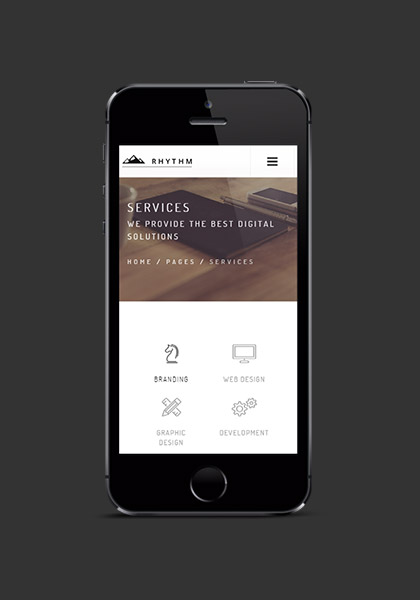 RHYTHM
SERVICES
WE PROVIDE THE BEST DIGITAL
SOLUTIONS
HOME / PAGES / SERVICES
BRANDING
WEB DESIGN
GRAPHIC
DESIGN
DEVELOPMENT